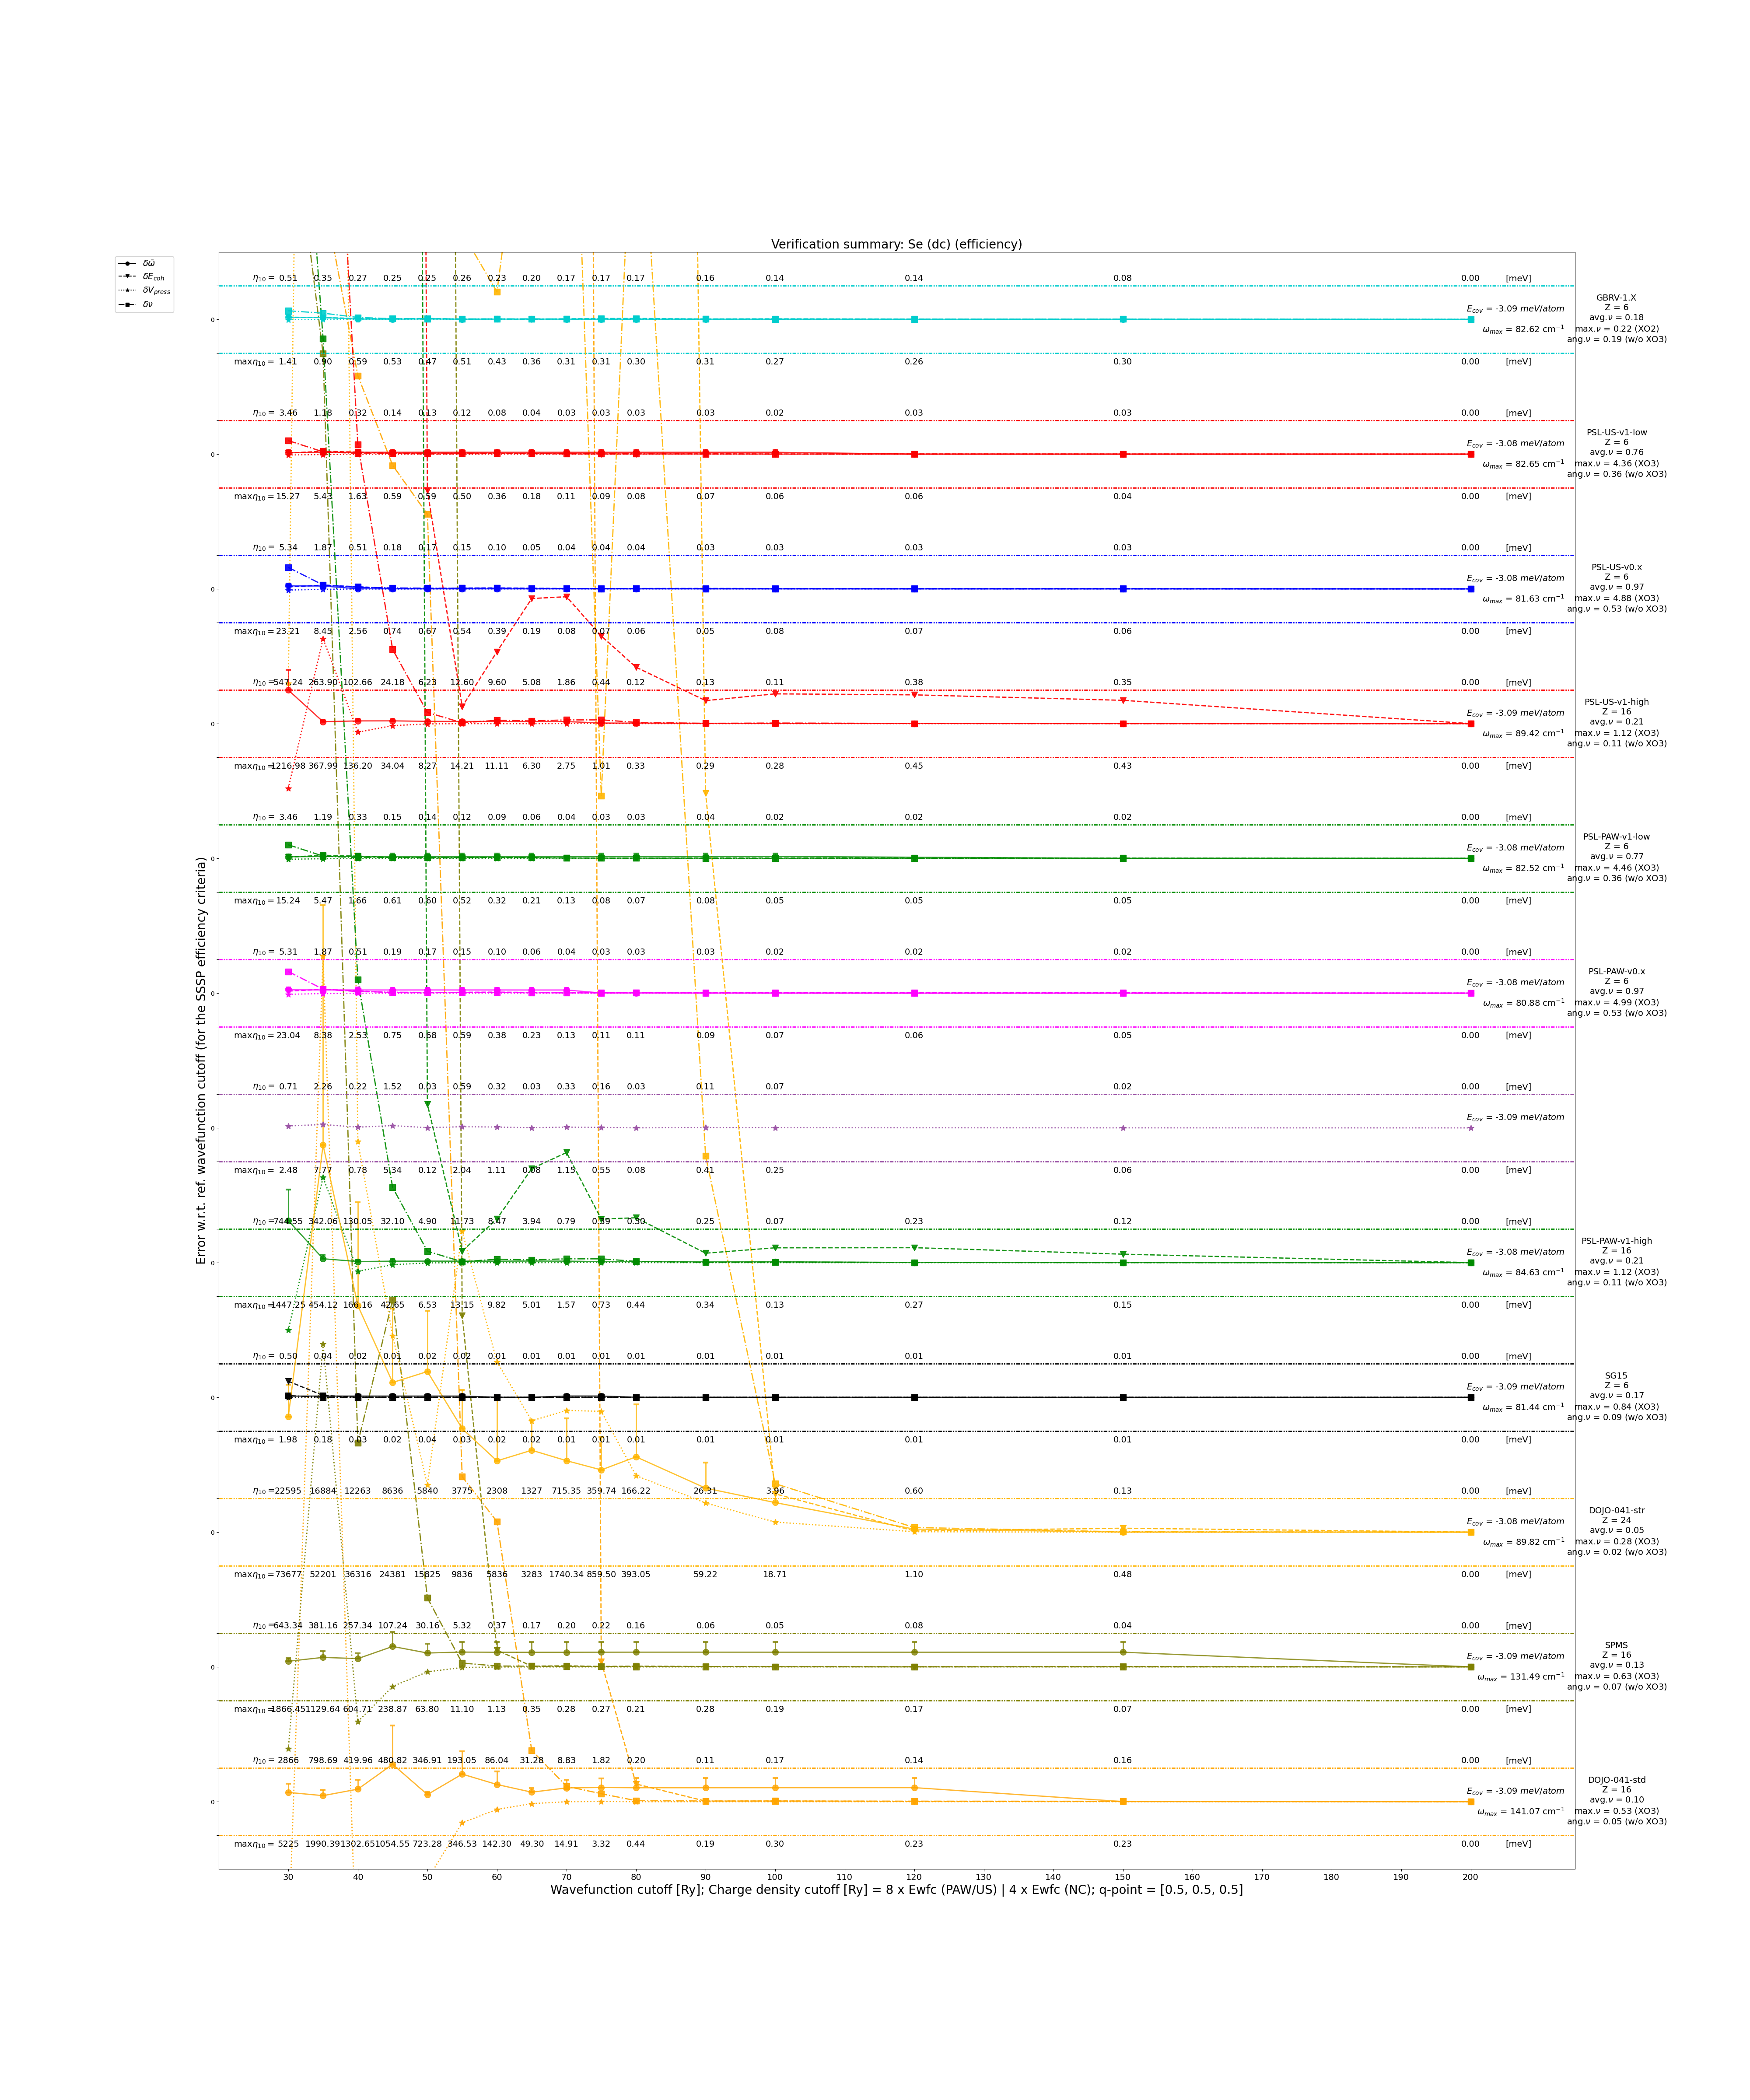 Verification summary: Se (dc) (efficiency)
δω̄
δE_coh
δV_press
δν
Error w.r.t. ref. wavefunction cutoff (for the SSSP efficiency criteria)
η₁₀ = 0.51 0.35 0.27 0.25 0.25 0.26 0.23 0.20 0.17 0.17 0.17 0.16 0.14 0.14 0.08 0.00 [meV]
0
E_cov = -3.09 meV/atom
ω_max = 82.62 cm⁻¹
GBRV-1.X
Z = 6
avg.ν = 0.18
max.ν = 0.22 (XO2)
ang.ν = 0.19 (w/o XO3)
maxη₁₀ = 1.41 0.90 0.59 0.53 0.47 0.51 0.43 0.36 0.31 0.31 0.30 0.31 0.27 0.26 0.30 0.00 [meV]
η₁₀ = 3.46 1.18 0.32 0.14 0.13 0.12 0.08 0.04 0.03 0.03 0.03 0.03 0.02 0.03 0.03 0.00 [meV]
0
E_cov = -3.08 meV/atom
ω_max = 82.65 cm⁻¹
PSL-US-v1-low
Z = 6
avg.ν = 0.76
max.ν = 4.36 (XO3)
ang.ν = 0.36 (w/o XO3)
maxη₁₀ = 15.27 5.43 1.63 0.59 0.59 0.50 0.36 0.18 0.11 0.09 0.08 0.07 0.06 0.06 0.04 0.00 [meV]
η₁₀ = 5.34 1.87 0.51 0.18 0.17 0.15 0.10 0.05 0.04 0.04 0.04 0.03 0.03 0.03 0.03 0.00 [meV]
0
E_cov = -3.08 meV/atom
ω_max = 81.63 cm⁻¹
PSL-US-v0.x
Z = 6
avg.ν = 0.97
max.ν = 4.88 (XO3)
ang.ν = 0.53 (w/o XO3)
maxη₁₀ = 23.21 8.45 2.56 0.74 0.67 0.54 0.39 0.19 0.08 0.07 0.06 0.05 0.08 0.07 0.06 0.00 [meV]
η₁₀ = 547.24 263.90 102.66 24.18 6.23 12.60 9.60 5.08 1.86 0.44 0.12 0.13 0.11 0.38 0.35 0.00 [meV]
0
E_cov = -3.09 meV/atom
ω_max = 89.42 cm⁻¹
PSL-US-v1-high
Z = 16
avg.ν = 0.21
max.ν = 1.12 (XO3)
ang.ν = 0.11 (w/o XO3)
maxη₁₀ = 1216.98 367.99 136.20 34.04 8.27 14.21 11.11 6.30 2.75 1.01 0.33 0.29 0.28 0.45 0.43 0.00 [meV]
η₁₀ = 3.46 1.19 0.33 0.15 0.14 0.12 0.09 0.06 0.04 0.03 0.03 0.04 0.02 0.02 0.02 0.00 [meV]
0
E_cov = -3.08 meV/atom
ω_max = 82.52 cm⁻¹
PSL-PAW-v1-low
Z = 6
avg.ν = 0.77
max.ν = 4.46 (XO3)
ang.ν = 0.36 (w/o XO3)
maxη₁₀ = 15.24 5.47 1.66 0.61 0.60 0.52 0.32 0.21 0.13 0.08 0.07 0.08 0.05 0.05 0.05 0.00 [meV]
η₁₀ = 5.31 1.87 0.51 0.19 0.17 0.15 0.10 0.06 0.04 0.03 0.03 0.03 0.02 0.02 0.02 0.00 [meV]
0
E_cov = -3.08 meV/atom
ω_max = 80.88 cm⁻¹
PSL-PAW-v0.x
Z = 6
avg.ν = 0.97
max.ν = 4.99 (XO3)
ang.ν = 0.53 (w/o XO3)
maxη₁₀ = 23.04 8.38 2.53 0.75 0.68 0.59 0.38 0.23 0.13 0.11 0.11 0.09 0.07 0.06 0.05 0.00 [meV]
η₁₀ = 0.71 2.26 0.22 1.52 0.03 0.59 0.32 0.03 0.33 0.16 0.03 0.11 0.07 0.02 0.00 [meV]
0
E_cov = -3.09 meV/atom
maxη₁₀ = 2.48 7.77 0.78 5.34 0.12 2.04 1.11 0.08 1.15 0.55 0.08 0.41 0.25 0.06 0.00 [meV]
η₁₀ = 744.55 342.06 130.05 32.10 4.90 11.73 8.47 3.94 0.79 0.39 0.30 0.25 0.07 0.23 0.12 0.00 [meV]
0
E_cov = -3.08 meV/atom
ω_max = 84.63 cm⁻¹
PSL-PAW-v1-high
Z = 16
avg.ν = 0.21
max.ν = 1.12 (XO3)
ang.ν = 0.11 (w/o XO3)
maxη₁₀ = 1447.25 454.12 166.16 42.65 6.53 13.15 9.82 5.01 1.57 0.73 0.44 0.34 0.13 0.27 0.15 0.00 [meV]
η₁₀ = 0.50 0.04 0.02 0.01 0.02 0.02 0.01 0.01 0.01 0.01 0.01 0.01 0.01 0.01 0.01 0.00 [meV]
0
E_cov = -3.09 meV/atom
ω_max = 81.44 cm⁻¹
SG15
Z = 6
avg.ν = 0.17
max.ν = 0.84 (XO3)
ang.ν = 0.09 (w/o XO3)
maxη₁₀ = 1.98 0.18 0.03 0.02 0.04 0.03 0.02 0.02 0.01 0.01 0.01 0.01 0.01 0.01 0.01 0.00 [meV]
η₁₀ = 22595 16884 12263 8636 5840 3775 2308 1327 715.35 359.74 166.22 26.31 3.96 0.60 0.13 0.00 [meV]
0
E_cov = -3.08 meV/atom
ω_max = 89.82 cm⁻¹
DOJO-041-str
Z = 24
avg.ν = 0.05
max.ν = 0.28 (XO3)
ang.ν = 0.02 (w/o XO3)
maxη₁₀ = 73677 52201 36316 24381 15825 9836 5836 3283 1740.34 859.50 393.05 59.22 18.71 1.10 0.48 0.00 [meV]
η₁₀ = 643.34 381.16 257.34 107.24 30.16 5.32 0.37 0.17 0.20 0.22 0.16 0.06 0.05 0.08 0.04 0.00 [meV]
0
E_cov = -3.09 meV/atom
ω_max = 131.49 cm⁻¹
SPMS
Z = 16
avg.ν = 0.13
max.ν = 0.63 (XO3)
ang.ν = 0.07 (w/o XO3)
maxη₁₀ = 1866.45 1129.64 604.71 238.87 63.80 11.10 1.13 0.35 0.28 0.27 0.21 0.28 0.19 0.17 0.07 0.00 [meV]
η₁₀ = 2866 798.69 419.96 480.82 346.91 193.05 86.04 31.28 8.83 1.82 0.20 0.11 0.17 0.14 0.16 0.00 [meV]
0
E_cov = -3.09 meV/atom
ω_max = 141.07 cm⁻¹
DOJO-041-std
Z = 16
avg.ν = 0.10
max.ν = 0.53 (XO3)
ang.ν = 0.05 (w/o XO3)
maxη₁₀ = 5225 1990.39 1302.65 1054.55 723.28 346.53 142.30 49.30 14.91 3.32 0.44 0.19 0.30 0.23 0.23 0.00 [meV]
30 40 50 60 70 80 90 100 110 120 130 140 150 160 170 180 190 200
Wavefunction cutoff [Ry]; Charge density cutoff [Ry] = 8 x Ewfc (PAW/US) | 4 x Ewfc (NC); q-point = [0.5, 0.5, 0.5]